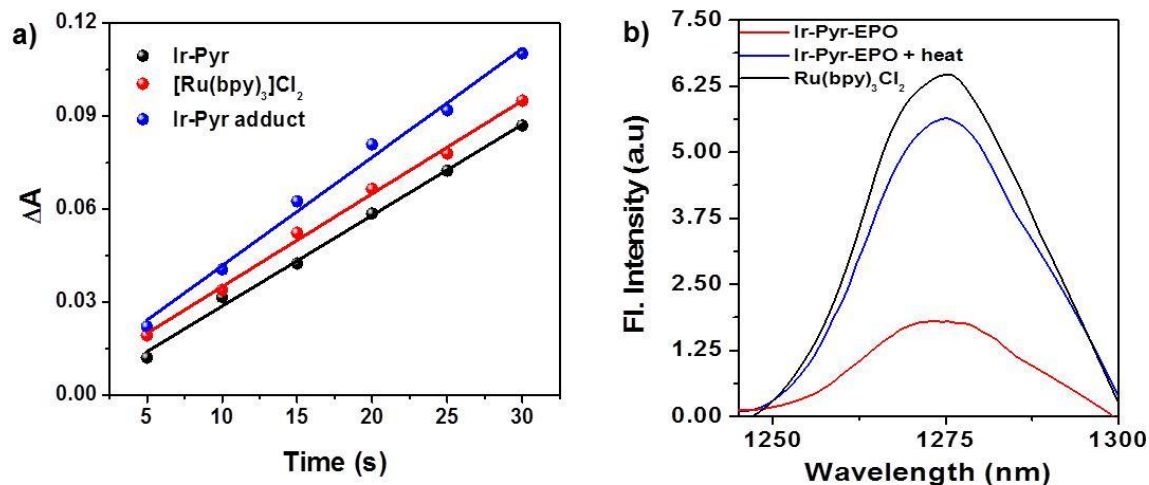 a)
Ir-Pyr
[Ru(bpy)₃]Cl₂
Ir-Pyr adduct
ΔA
0.12
0.09
0.06
0.03
0.00
5 10 15 20 25 30
Time (s)
b)
Ir-Pyr-EPO
Ir-Pyr-EPO + heat
Ru(bpy)₃Cl₂
Fl. Intensity (a.u)
7.50
6.25
5.00
3.75
2.50
1.25
0.00
1250 1275 1300
Wavelength (nm)